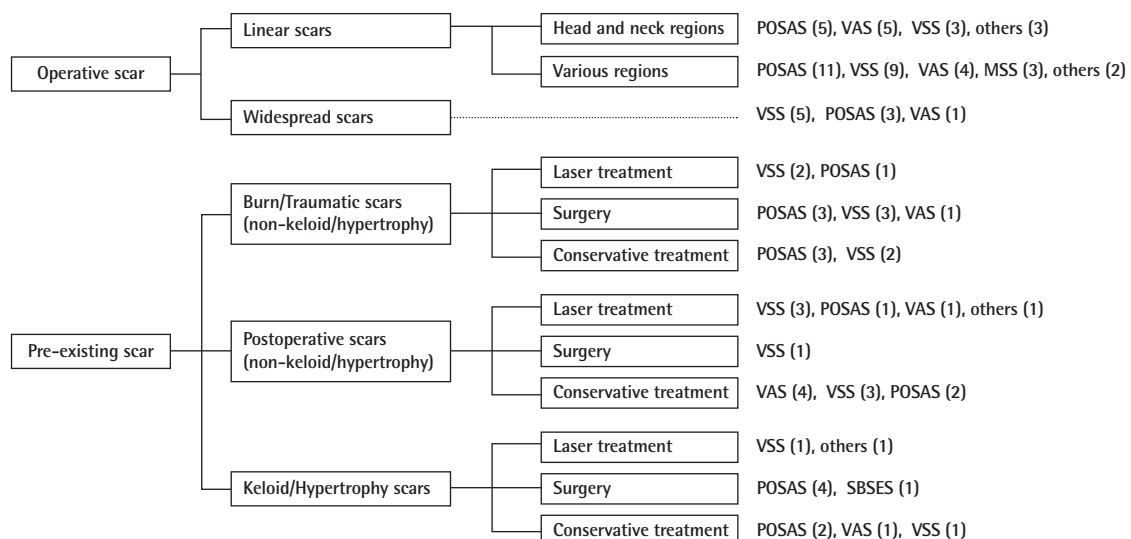 Operative scar
Linear scars
Head and neck regions
POSAS (5), VAS (5), VSS (3), others (3)
Various regions
POSAS (11), VSS (9), VAS (4), MSS (3), others (2)
Widespread scars
VSS (5), POSAS (3), VAS (1)
Pre-existing scar
Burn/Traumatic scars
(non-keloid/hypertrophy)
Laser treatment
VSS (2), POSAS (1)
Surgery
POSAS (3), VSS (3), VAS (1)
Conservative treatment
POSAS (3), VSS (2)
Postoperative scars
(non-keloid/hypertrophy)
Laser treatment
VSS (3), POSAS (1), VAS (1), others (1)
Surgery
VSS (1)
Conservative treatment
VAS (4), VSS (3), POSAS (2)
Keloid/Hypertrophy scars
Laser treatment
VSS (1), others (1)
Surgery
POSAS (4), SBSES (1)
Conservative treatment
POSAS (2), VAS (1), VSS (1)